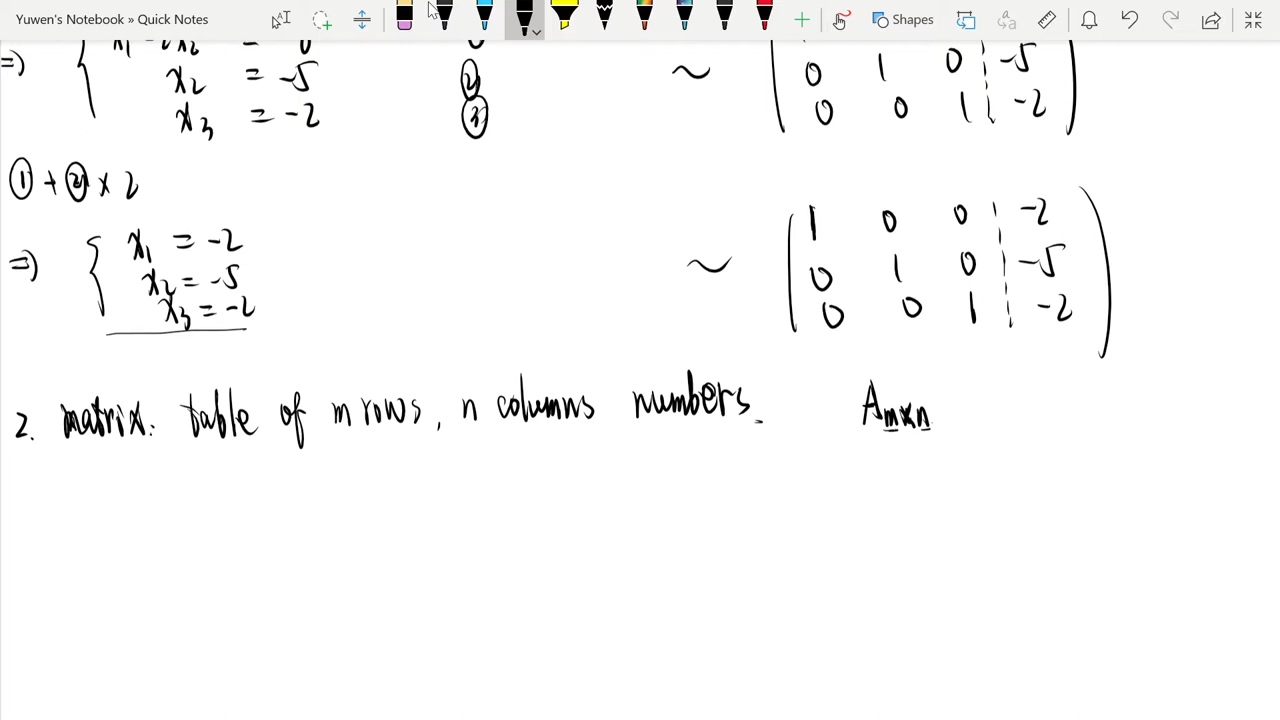 Yuwen's Notebook » Quick Notes
Shapes
=> { x₂ = -5 ②
x₃ = -2 ③
~ ( 0 1 0 ¦ -5 )
0 0 1 ¦ -2
① + ② × 2
=> { x₁ = -2
x₂ = -5
x₃ = -2
~ ( 1 0 0 ¦ -2 )
0 1 0 ¦ -5
0 0 1 ¦ -2
2. matrix. table of m rows, n columns numbers. Am×n